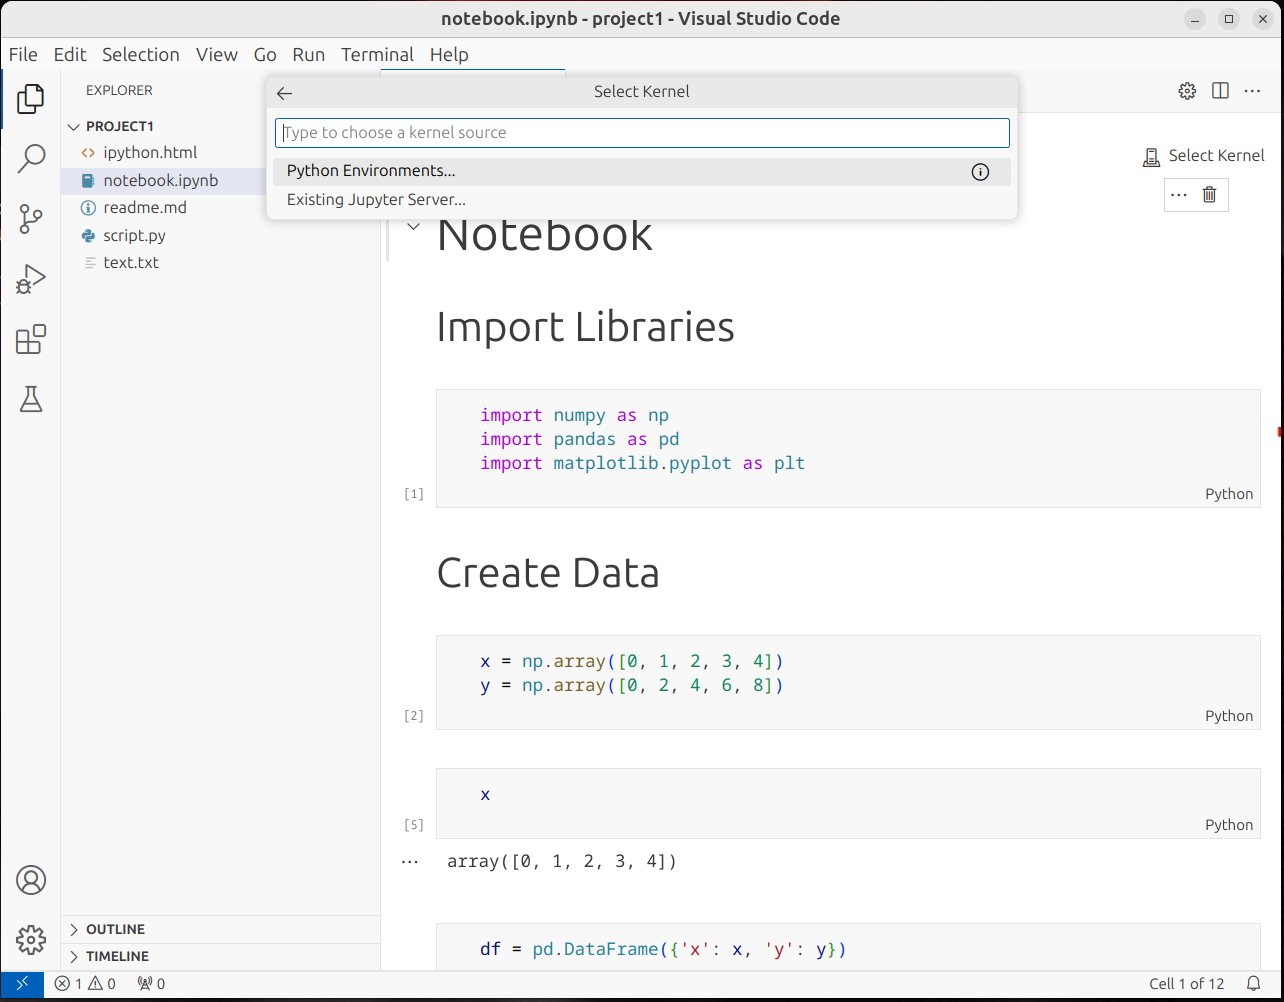 notebook.ipynb - project1 - Visual Studio Code
File Edit Selection View Go Run Terminal Help
EXPLORER
PROJECT1
ipython.html
notebook.ipynb
readme.md
script.py
text.txt
OUTLINE
TIMELINE
Select Kernel
Type to choose a kernel source
Python Environments...
Existing Jupyter Server...
Select Kernel
Notebook
Import Libraries
import numpy as np
import pandas as pd
import matplotlib.pyplot as plt
[1]
Python
Create Data
x = np.array([0, 1, 2, 3, 4])
y = np.array([0, 2, 4, 6, 8])
[2]
Python
x
[5]
Python
array([0, 1, 2, 3, 4])
df = pd.DataFrame({'x': x, 'y': y})
1 0 0
Cell 1 of 12